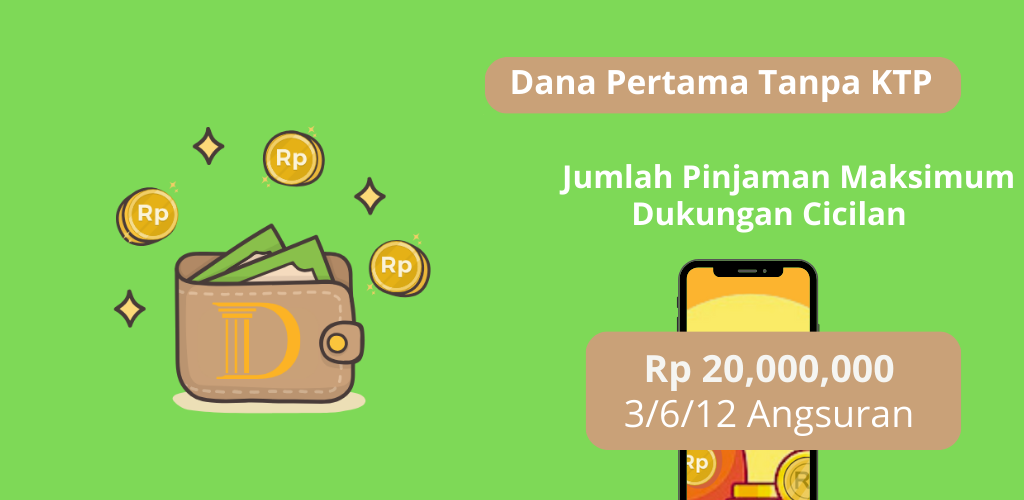 Dana Pertama Tanpa KTP
Jumlah Pinjaman Maksimum
Dukungan Cicilan
Rp
Rp
Rp
D
Rp 20,000,000
3/6/12 Angsuran
Rp
R